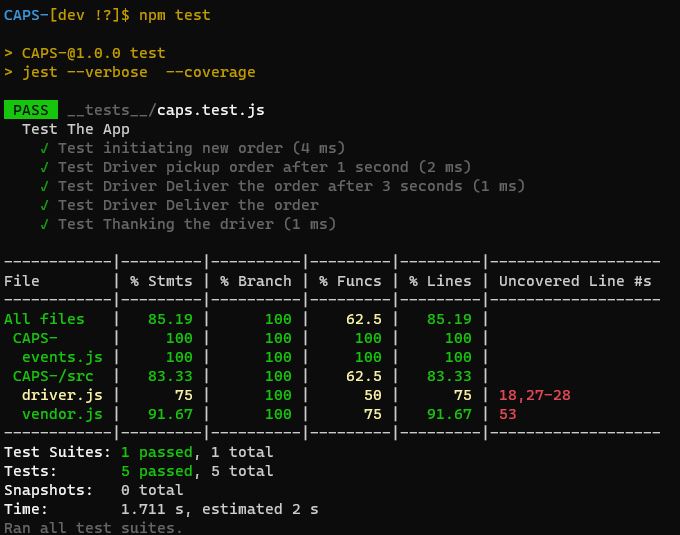 CAPS-[dev !?]$ npm test
> CAPS-@1.0.0 test
> jest --verbose  --coverage
PASS  __tests__/caps.test.js
  Test The App
    √ Test initiating new order (4 ms)
    √ Test Driver pickup order after 1 second (2 ms)
    √ Test Driver Deliver the order after 3 seconds (1 ms)
    √ Test Driver Deliver the order
    √ Test Thanking the driver (1 ms)
------------|---------|----------|---------|---------|-------------------
File        | % Stmts | % Branch | % Funcs | % Lines | Uncovered Line #s
------------|---------|----------|---------|---------|-------------------
All files   |   85.19 |      100 |    62.5 |   85.19 |
 CAPS-      |     100 |      100 |     100 |     100 |
  events.js |     100 |      100 |     100 |     100 |
 CAPS-/src  |   83.33 |      100 |    62.5 |   83.33 |
  driver.js |      75 |      100 |      50 |      75 | 18,27-28
  vendor.js |   91.67 |      100 |      75 |   91.67 | 53
------------|---------|----------|---------|---------|-------------------
Test Suites: 1 passed, 1 total
Tests:       5 passed, 5 total
Snapshots:   0 total
Time:        1.711 s, estimated 2 s
Ran all test suites.